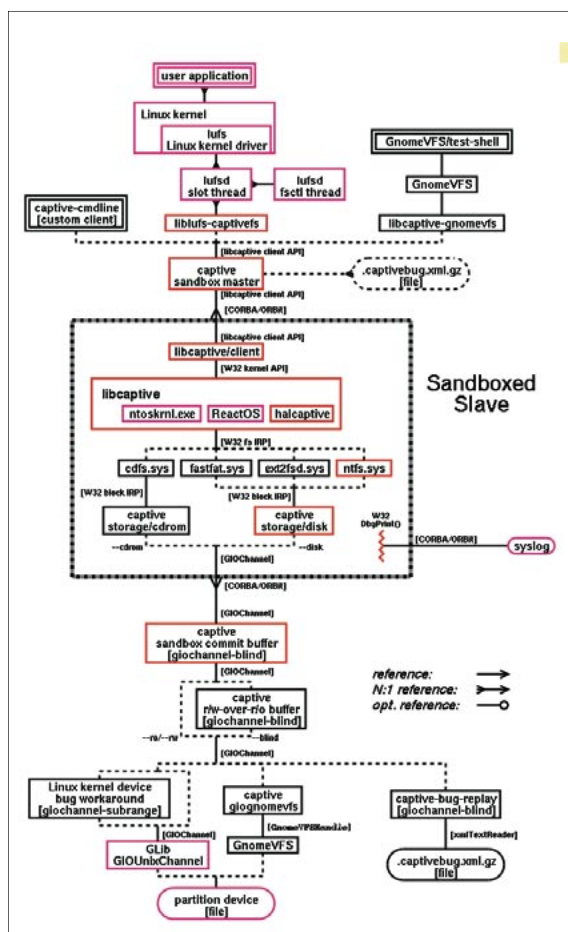 user application
Linux kernel
lufs
Linux kernel driver
GnomeVFS/test-shell
lufsd
slot thread
lufsd
fsctl thread
GnomeVFS
captive-cmdline
[custom client]
liblufs-captivefs
libcaptive-gnomevfs
[libcaptive client API]
captive
sandbox master
.captivebug.xml.gz
[file]
[libcaptive client API]
[CORBA/ORBit]
[libcaptive client API]
libcaptive/client
[W32 kernel API]
Sandboxed
Slave
libcaptive
ntoskrnl.exe
ReactOS
halcaptive
[W32 fs IRP]
cdfs.sys
fastfat.sys
ext2fsd.sys
ntfs.sys
[W32 block IRP]
[W32 block IRP]
captive
storage/cdrom
captive
storage/disk
W32
DbgPrint()
[CORBA/ORBit]
syslog
--cdrom
--disk
[GIOChannel]
[CORBA/ORBit]
[GIOChannel]
captive
sandbox commit buffer
[giochannel-blind]
[GIOChannel]
captive
r/w-over-r/o buffer
[giochannel-blind]
reference:
N:1 reference:
opt. reference:
--ro/--rw
--blind
[GIOChannel]
Linux kernel device
bug workaround
[giochannel-subrange]
captive
giognomevfs
captive-bug-replay
[giochannel-blind]
[GIOChannel]
[GnomeVFSHandle]
[xmlTextReader]
GLib
GIOUnixChannel
GnomeVFS
.captivebug.xml.gz
[file]
partition device
[file]